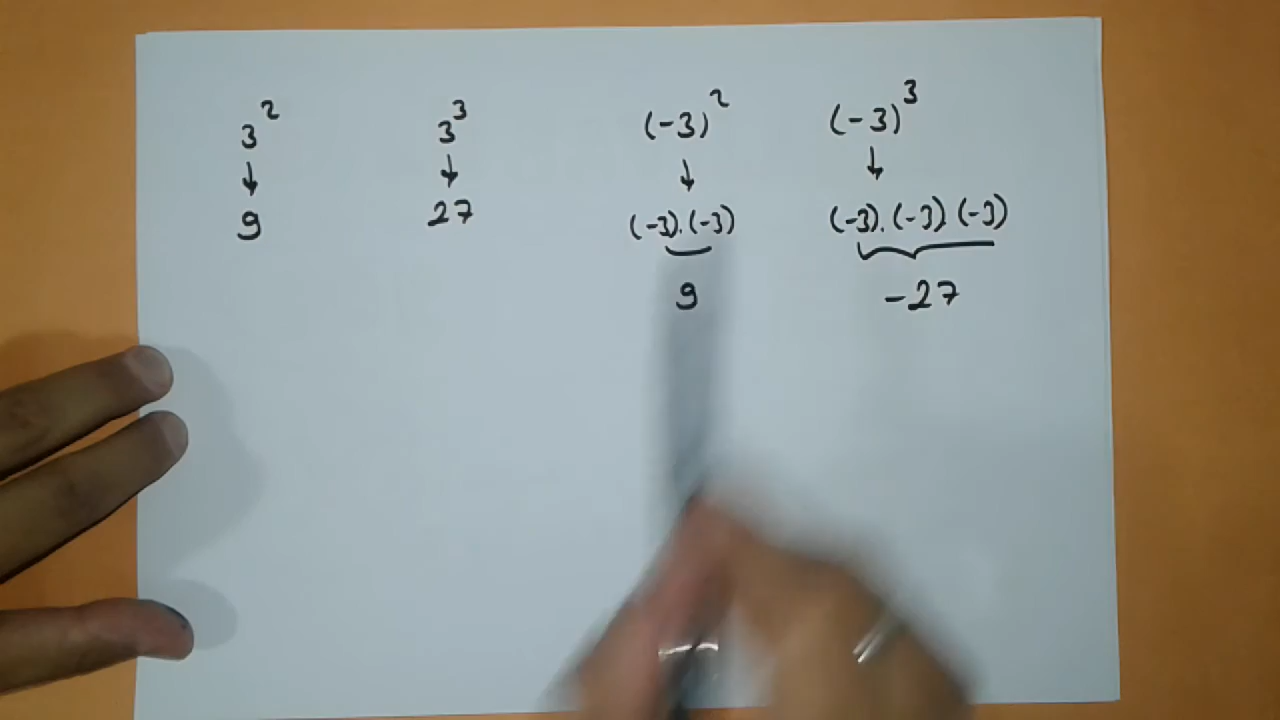 3² 3³ (-3)² (-3)³
↓ ↓ ↓ ↓
9 27 (-3).(-3) (-3).(-3)(-3)
9 -27